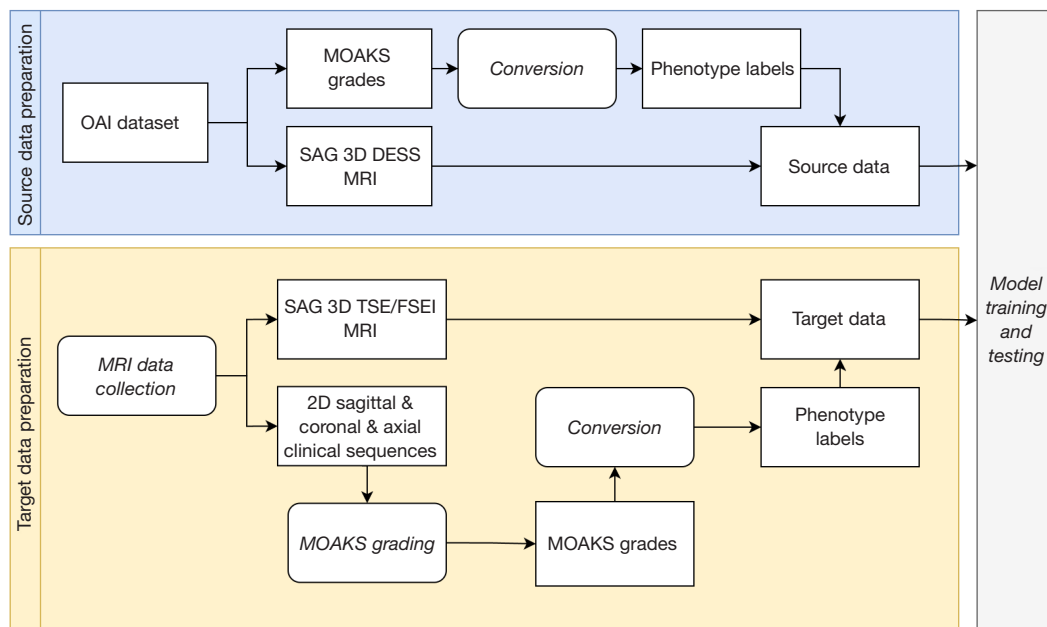 Source data preparation
OAI dataset
MOAKS
grades
Conversion
Phenotype labels
SAG 3D DESS
MRI
Source data
Target data preparation
MRI data
collection
SAG 3D TSE/FSEI
MRI
Target data
2D sagittal &
coronal & axial
clinical sequences
Conversion
Phenotype
labels
MOAKS grading
MOAKS grades
Model
training
and
testing